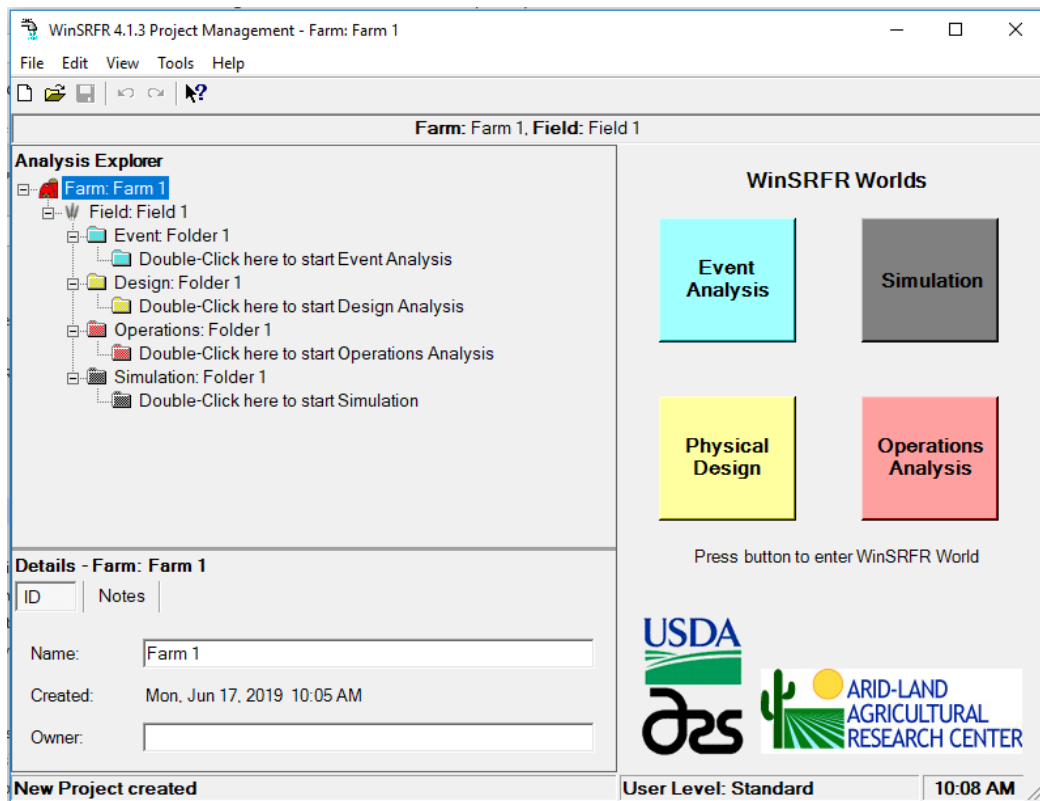 WinSRFR 4.1.3 Project Management - Farm: Farm 1
File Edit View Tools Help
Farm: Farm 1, Field: Field 1
Analysis Explorer
Farm: Farm 1
Field: Field 1
Event: Folder 1
Double-Click here to start Event Analysis
Design: Folder 1
Double-Click here to start Design Analysis
Operations: Folder 1
Double-Click here to start Operations Analysis
Simulation: Folder 1
Double-Click here to start Simulation
WinSRFR Worlds
Event
Analysis
Simulation
Physical
Design
Operations
Analysis
Press button to enter WinSRFR World
Details - Farm: Farm 1
ID Notes
Name: Farm 1
Created: Mon, Jun 17, 2019 10:05 AM
Owner:
USDA
ars
ARID-LAND
AGRICULTURAL
RESEARCH CENTER
New Project created
User Level: Standard
10:08 AM